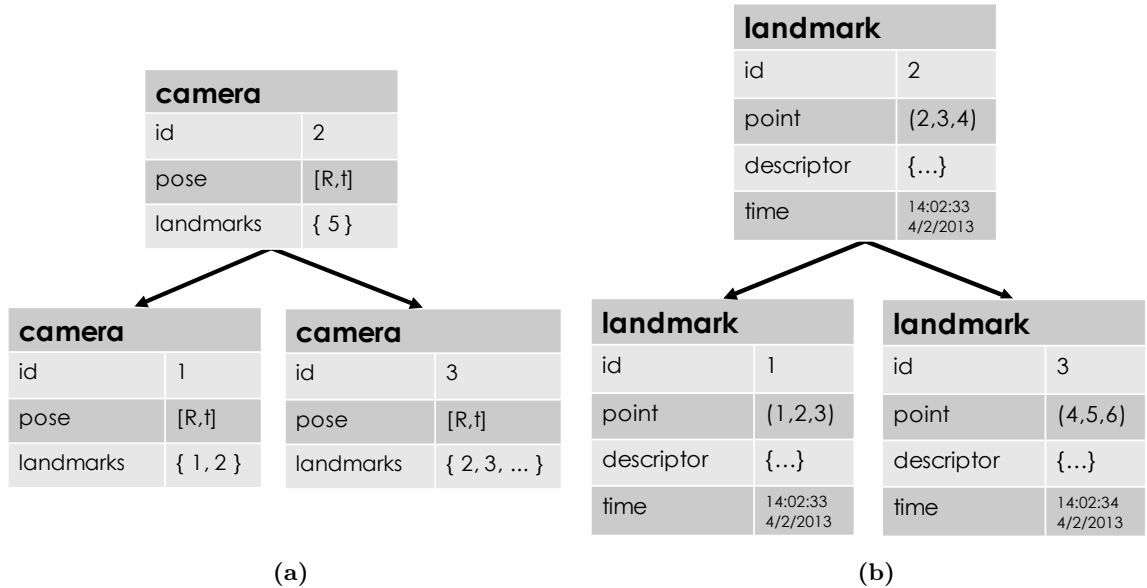 camera
id 2
pose [R,t]
landmarks { 5 }
camera
id 1
pose [R,t]
landmarks { 1, 2 }
camera
id 3
pose [R,t]
landmarks { 2, 3, ... }
(a)
landmark
id 2
point (2,3,4)
descriptor {...}
time 14:02:33
4/2/2013
landmark
id 1
point (1,2,3)
descriptor {...}
time 14:02:33
4/2/2013
landmark
id 3
point (4,5,6)
descriptor {...}
time 14:02:34
4/2/2013
(b)